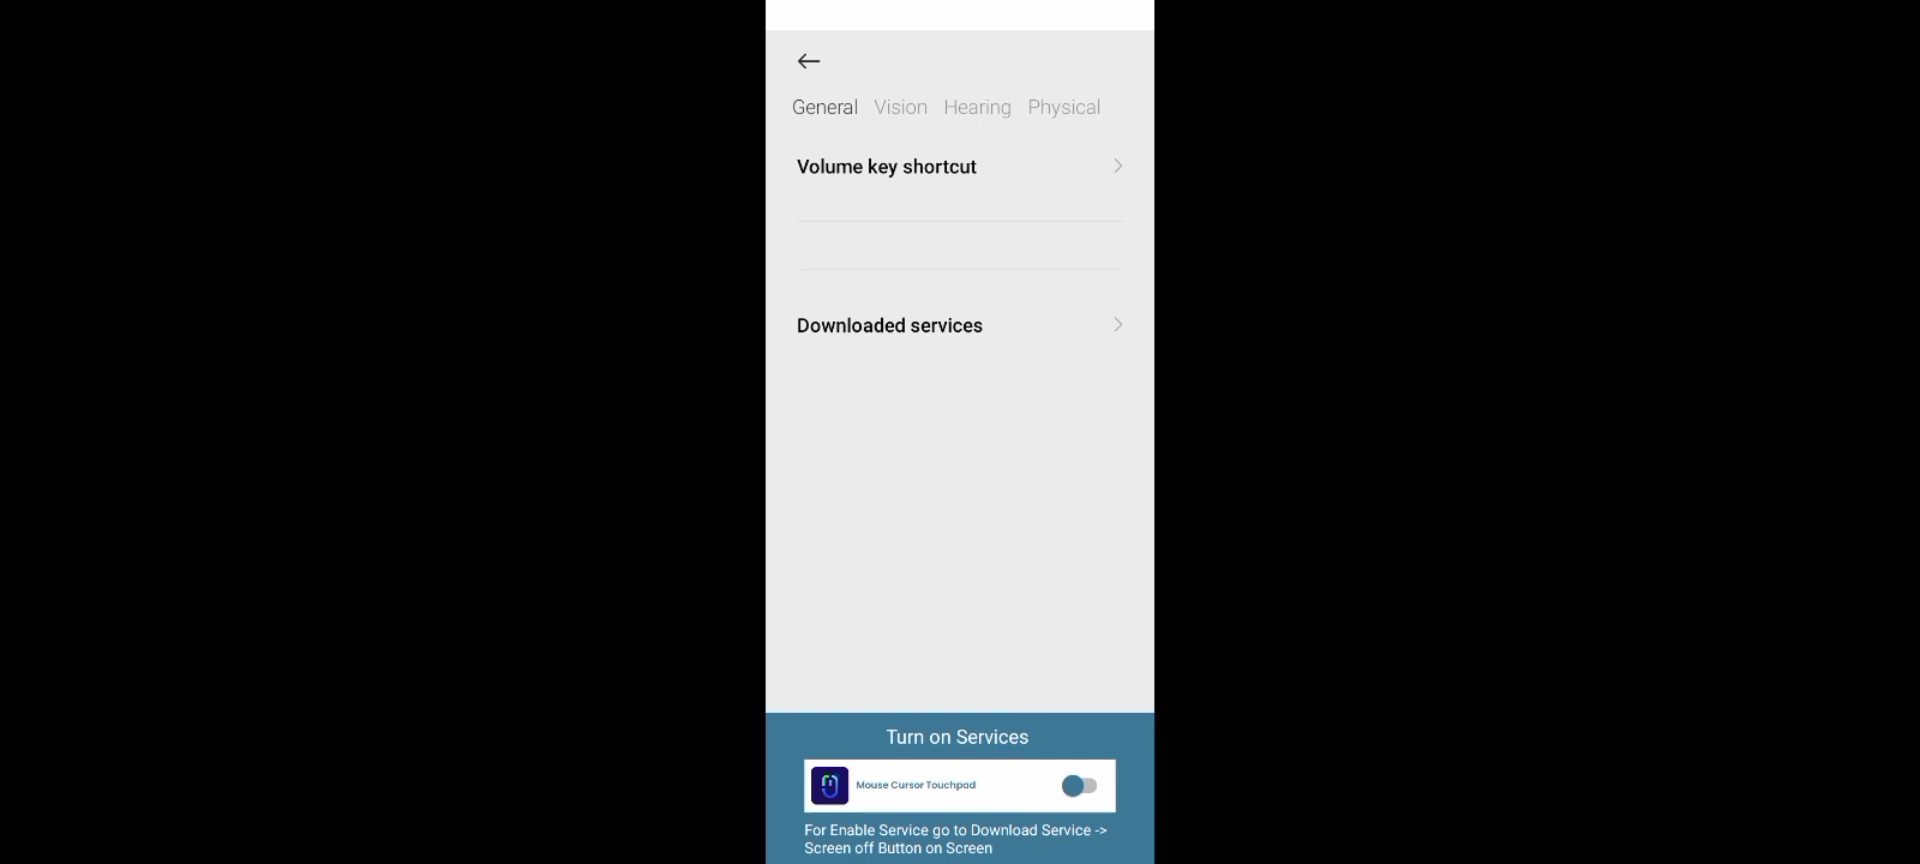 General Vision Hearing Physical
Volume key shortcut
Downloaded services
Turn on Services
Mouse Cursor Touchpad
For Enable Service go to Download Service ->
Screen off Button on Screen